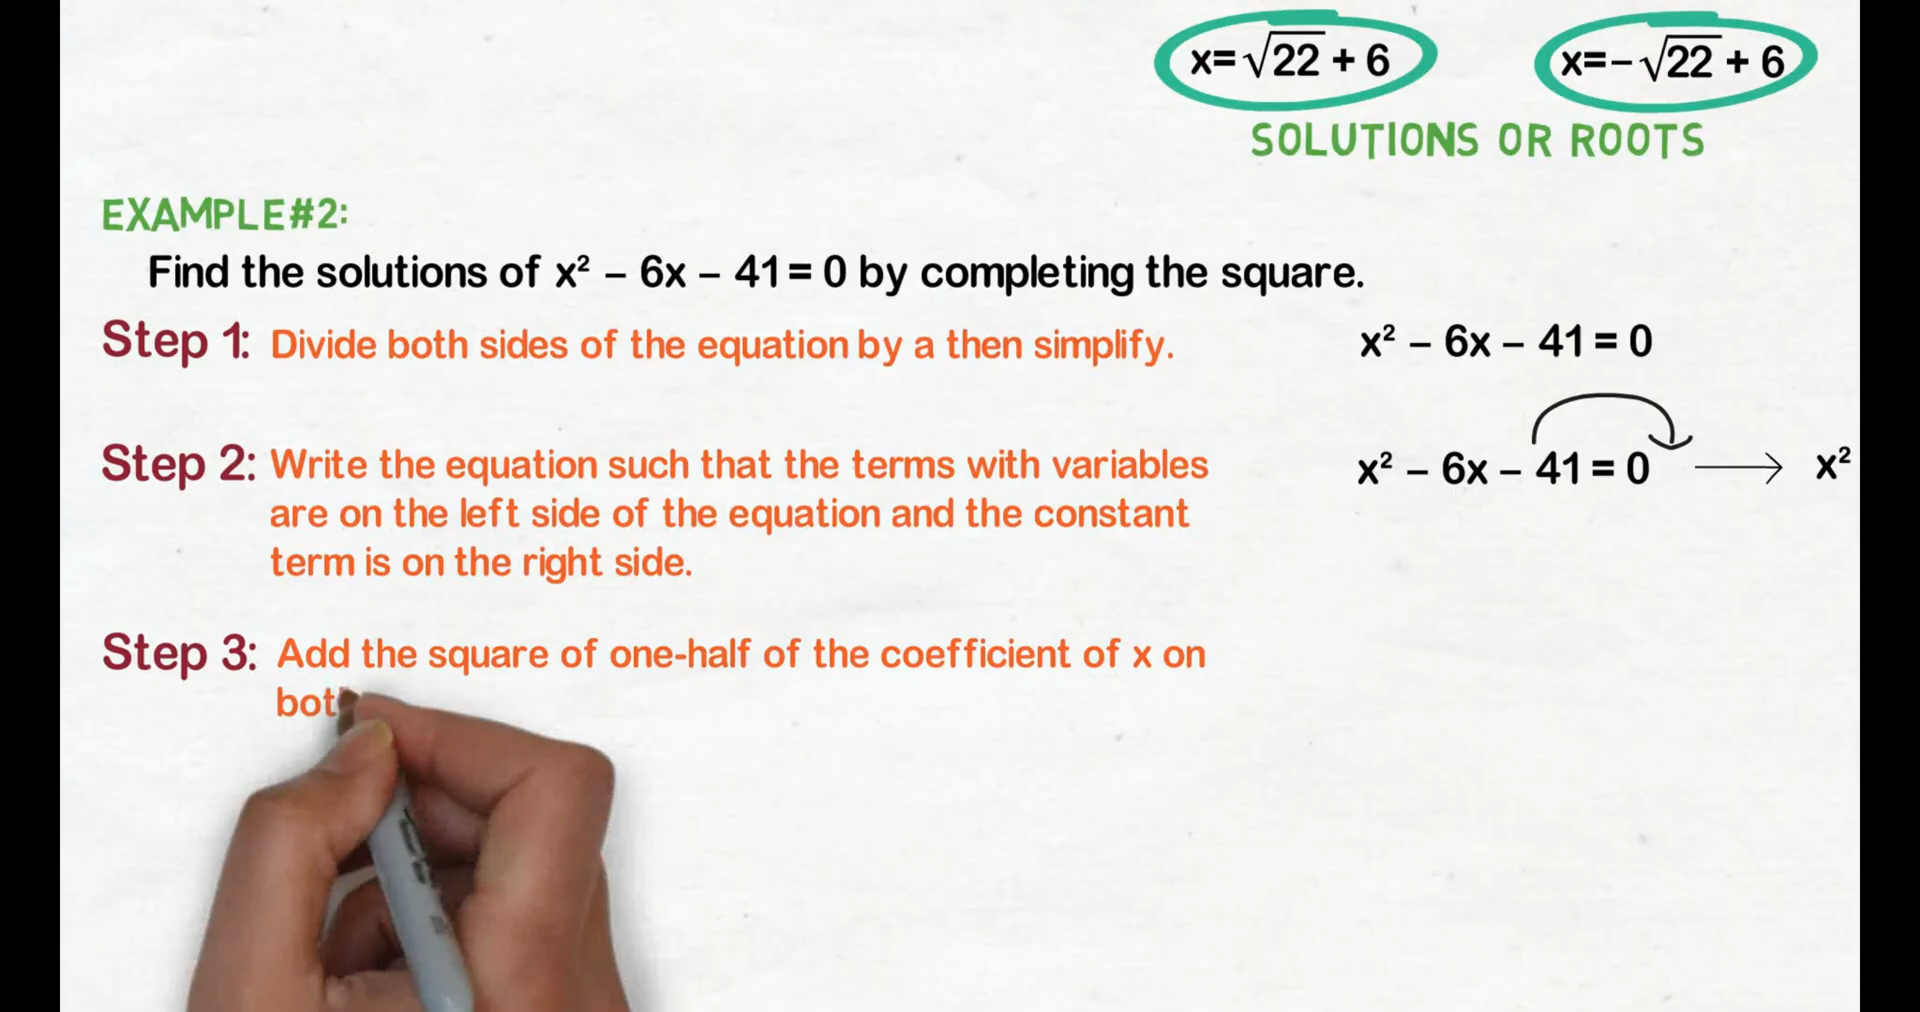 x=√22 + 6 x=−√22 + 6
SOLUTIONS OR ROOTS
EXAMPLE#2:
Find the solutions of x² − 6x − 41 = 0 by completing the square.
Step 1: Divide both sides of the equation by a then simplify. x² − 6x − 41 = 0
Step 2: Write the equation such that the terms with variables x² − 6x − 41 = 0 → x²
are on the left side of the equation and the constant
term is on the right side.
Step 3: Add the square of one-half of the coefficient of x on
bot